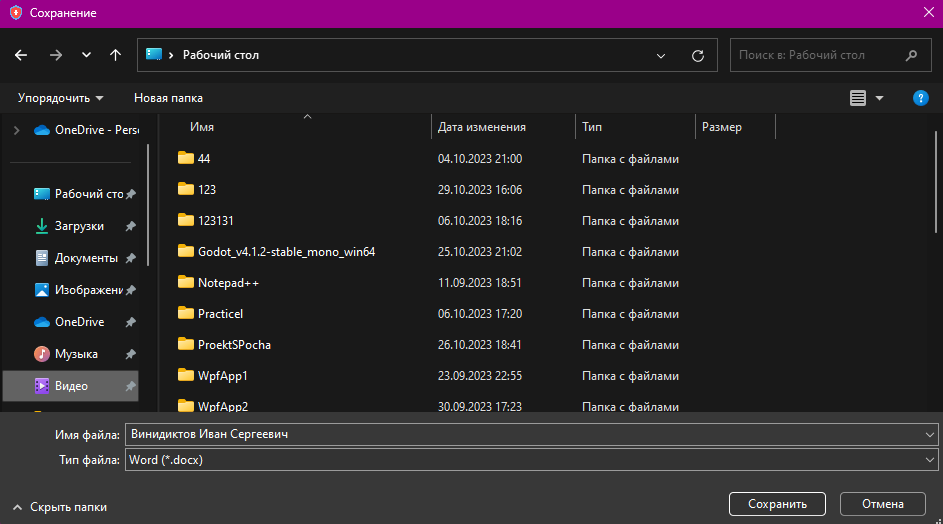 Сохранение
Рабочий стол
Поиск в: Рабочий стол
Упорядочить Новая папка
OneDrive - Perso
Рабочий сто
Загрузки
Документы
Изображени
OneDrive
Музыка
Видео
Имя Дата изменения Тип Размер
44 04.10.2023 21:00 Папка с файлами
123 29.10.2023 16:06 Папка с файлами
123131 06.10.2023 18:16 Папка с файлами
Godot_v4.1.2-stable_mono_win64 25.10.2023 21:02 Папка с файлами
Notepad++ 11.09.2023 18:51 Папка с файлами
Practicel 06.10.2023 17:20 Папка с файлами
ProektSPocha 26.10.2023 18:41 Папка с файлами
WpfApp1 23.09.2023 22:55 Папка с файлами
WpfApp2 30.09.2023 17:23 Папка с файлами
Имя файла: Винидиктов Иван Сергеевич
Тип файла: Word (*.docx)
Скрыть папки
Сохранить Отмена